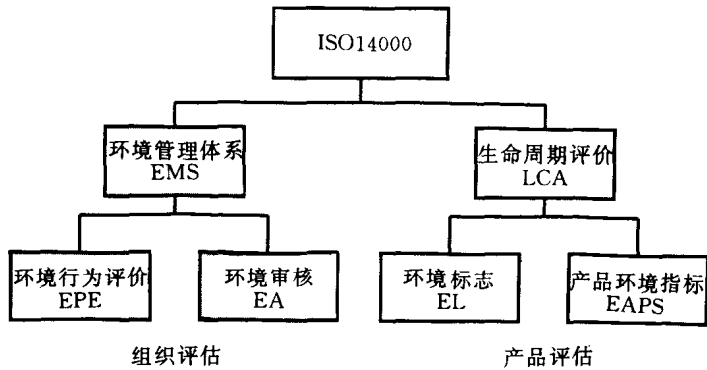 ISO14000
环境管理体系
EMS
生命周期评价
LCA
环境行为评价
EPE
环境审核
EA
环境标志
EL
产品环境指标
EAPS
组织评估
产品评估